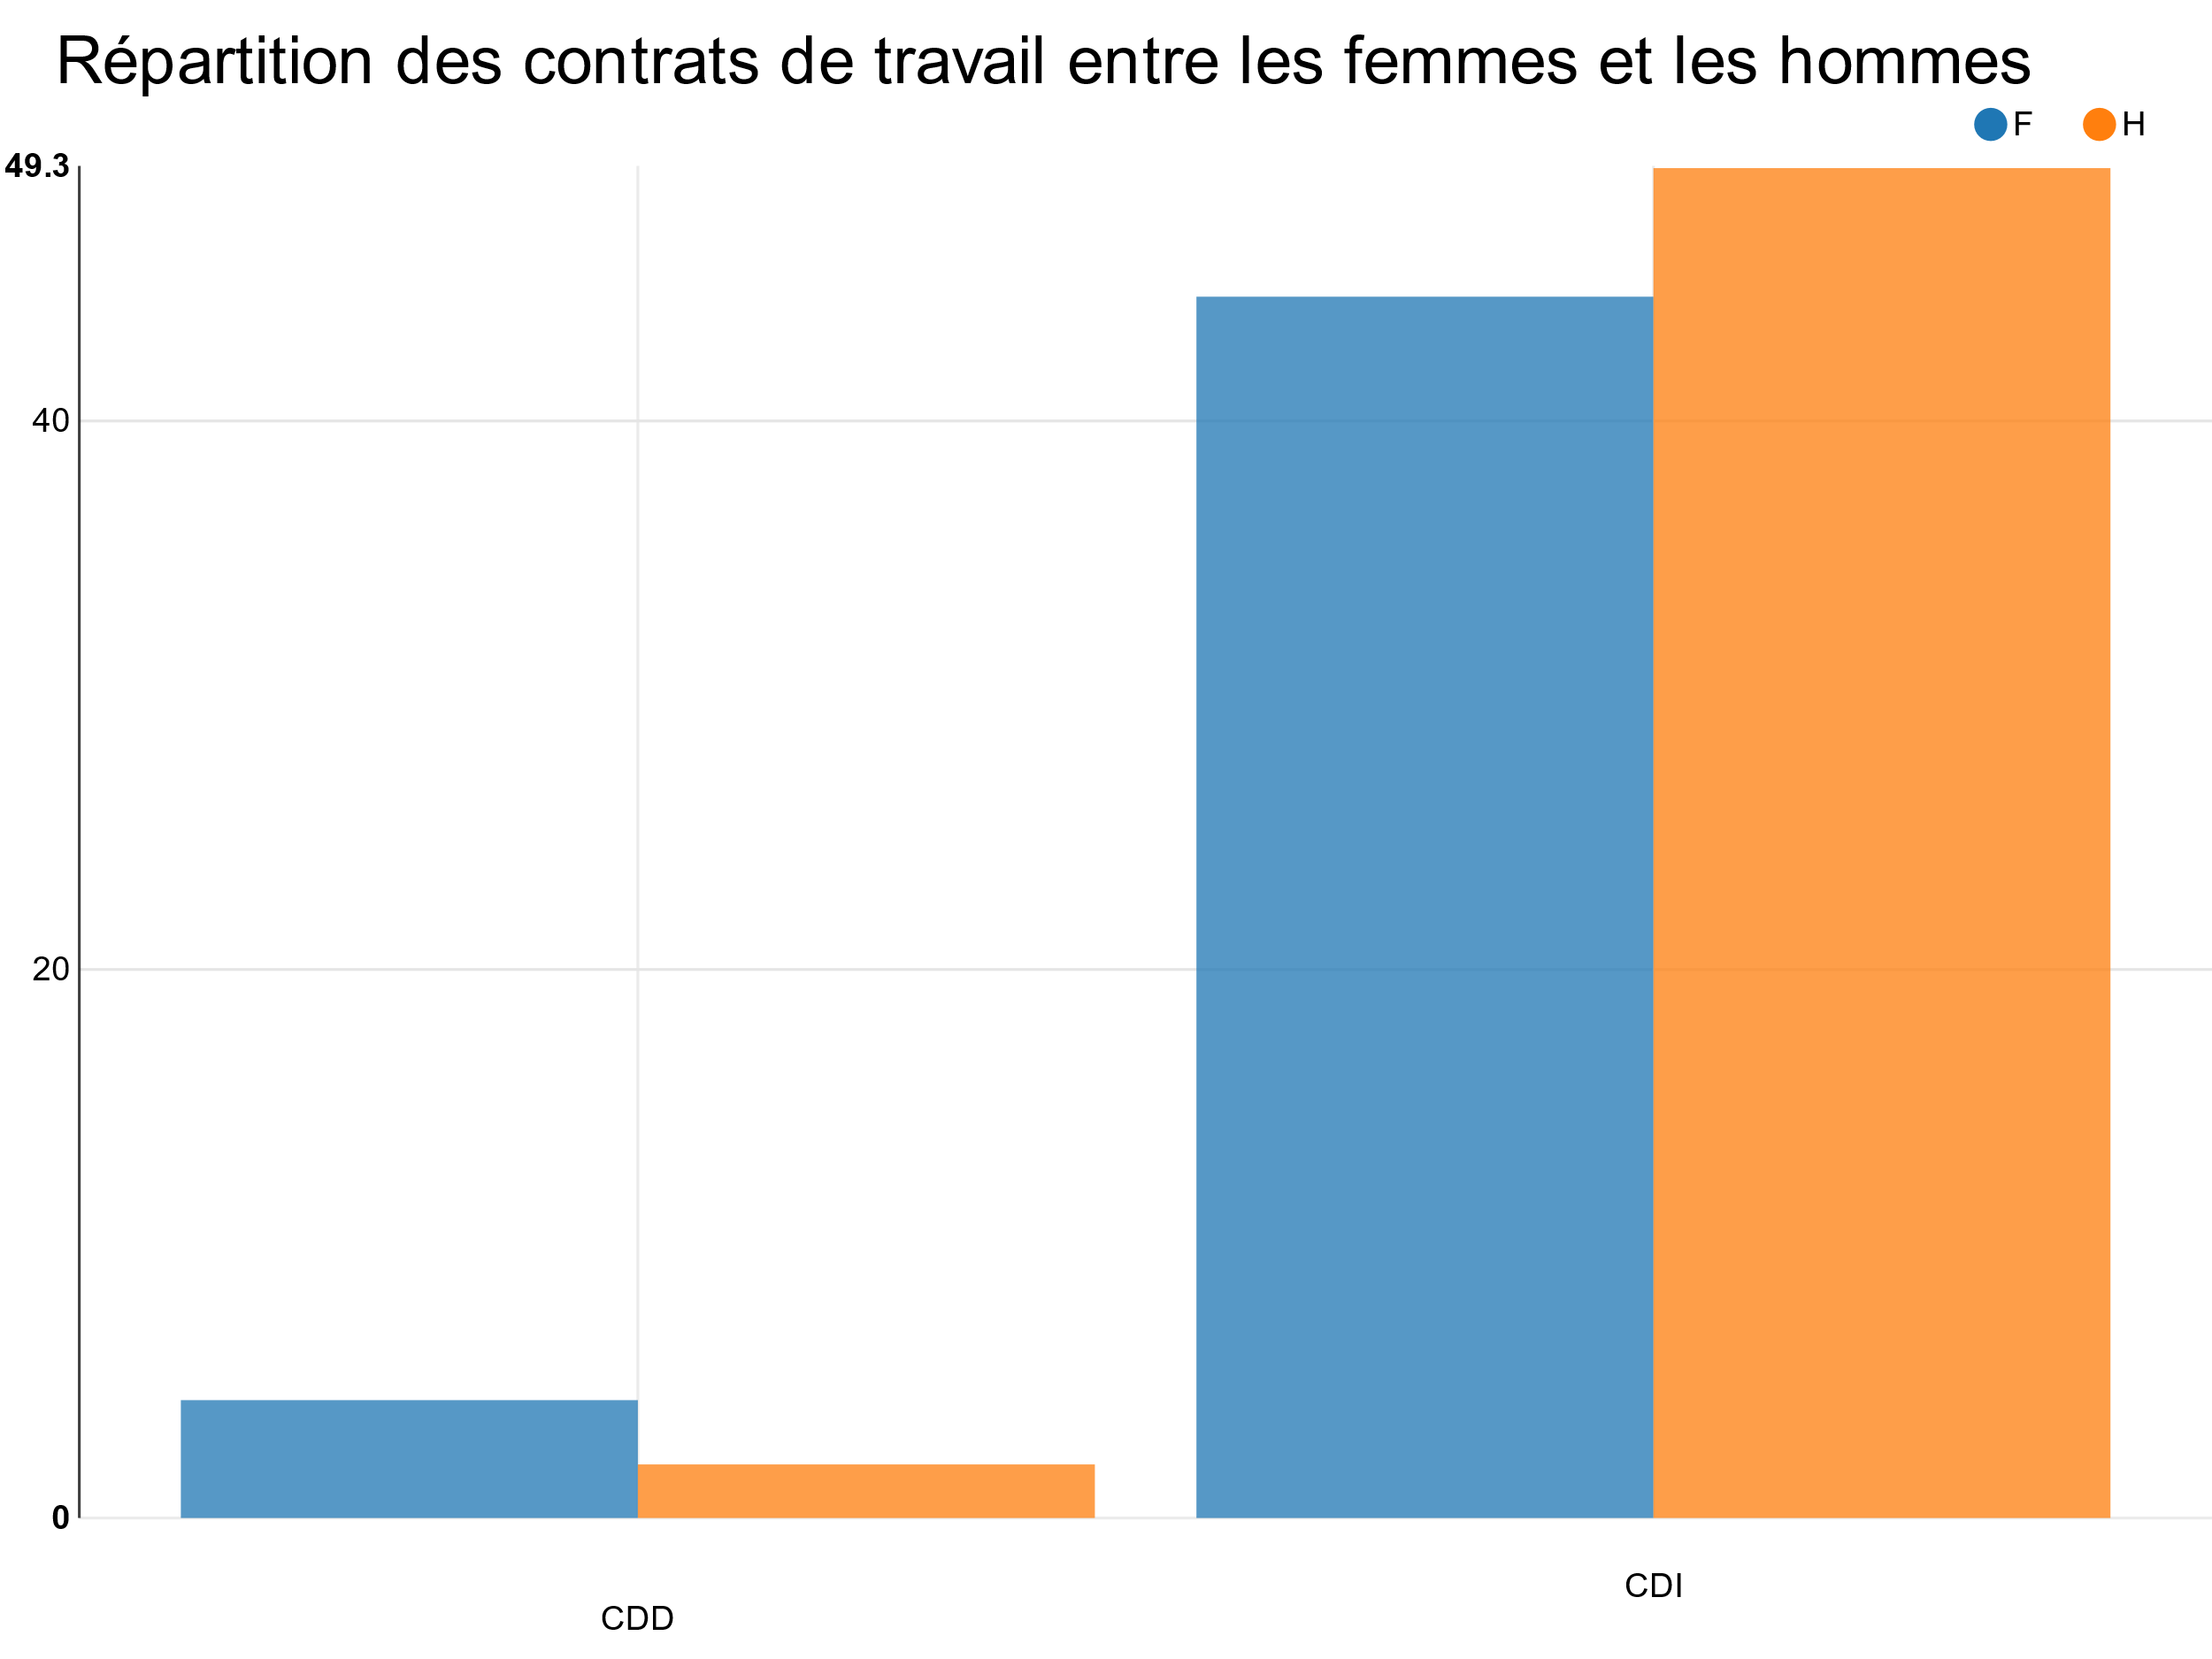 Répartition des contrats de travail entre les femmes et les hommes
F H
49.3
40
20
0
CDD
CDI